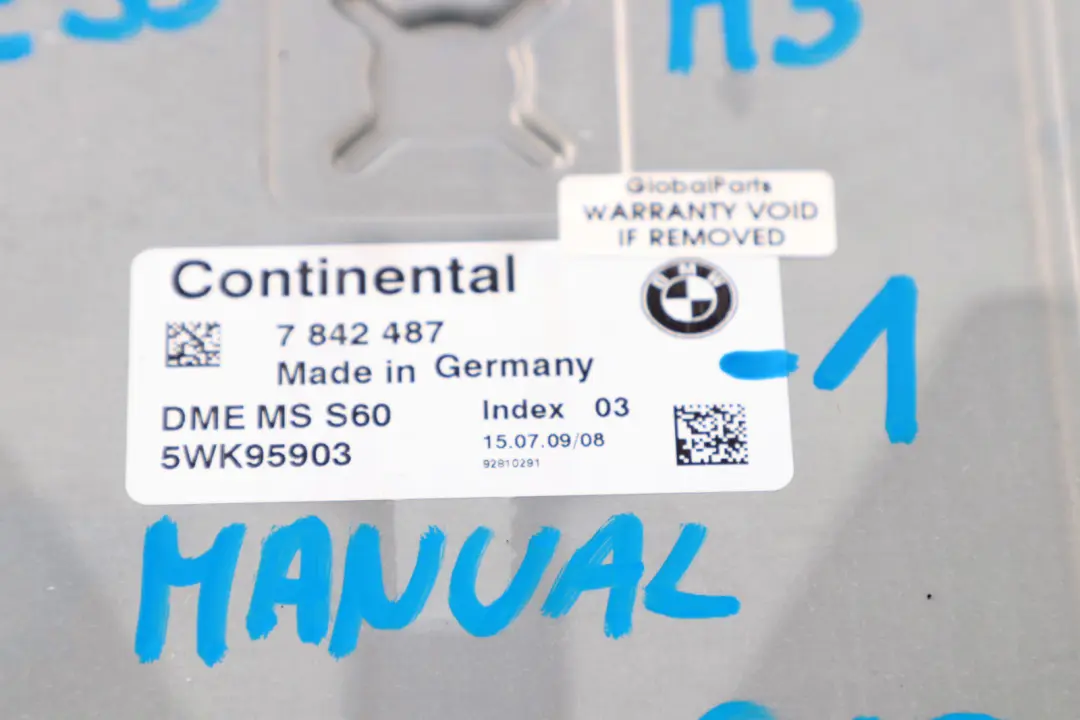 GlobalParts
WARRANTY VOID
IF REMOVED
Continental
BMW
7 842 487
Made in Germany
DME MS S60
Index 03
5WK95903
15.07.09/08
92810291
-1
MANUAL